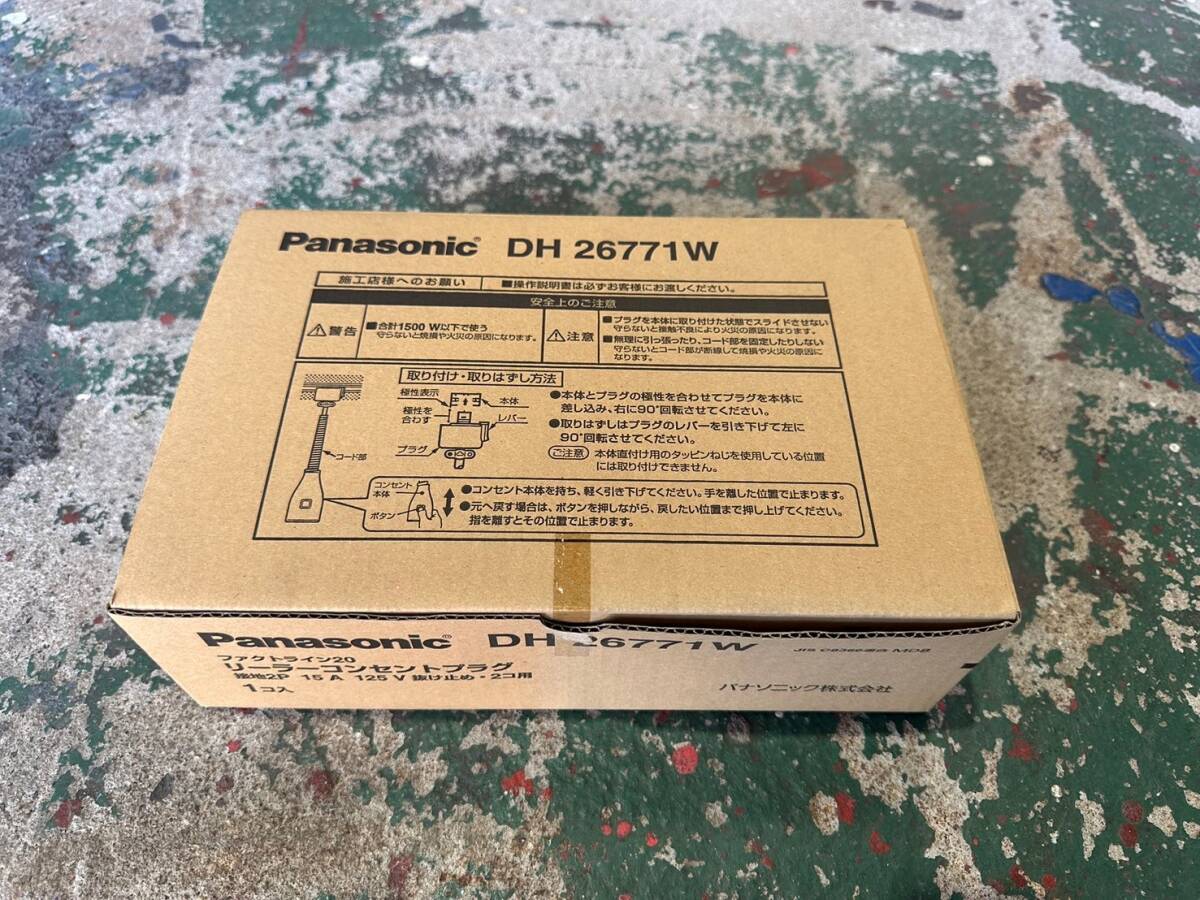 Panasonic DH 26771W
施工店様へのお願い ■操作説明書は必ずお客様にお渡しください。
安全上のご注意
⚠警告
■合計1500 W以下で使う
守らないと焼損や火災の原因になります。
⚠注意
■プラグを本体に取り付けた状態でスライドさせない
守らないと接触不良により火災の原因になります。
■無理に引っ張ったり、コード部を固定したりしない
守らないとコード部が断線して焼損や火災の原因に
なります。
取り付け・取りはずし方法
極性表示
本体
極性を
合わす
レバー
プラグ
コード部
●本体とプラグの極性を合わせてプラグを本体に
差し込み、右に90°回転させてください。
●取りはずしはプラグのレバーを引き下げて左に
90°回転させてください。
ご注意 本体直付け用のタッピンねじを使用している位置
には取り付けできません。
コンセント
本体
ボタン
●コンセント本体を持ち、軽く引き下げてください。手を離した位置で止まります。
●元へ戻す場合は、ボタンを押しながら、戻したい位置まで押し上げてください。
指を離すとその位置で止まります。
Panasonic DH 26771W
ファクトライン20
リーラーコンセントプラグ
接地2P 15A 125V 抜け止め・2コ用
1コ入
パナソニック株式会社